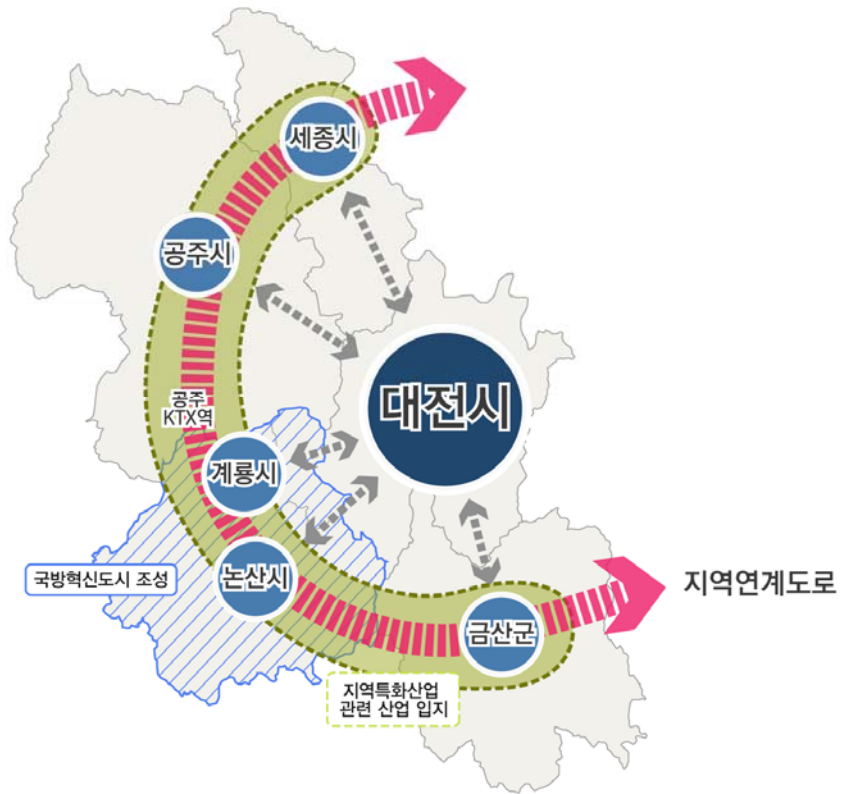 세종시
공주시
대전시
공주
KTX역
계룡시
국방혁신도시 조성
논산시
지역연계도로
금산군
지역특화산업
관련 산업 입지